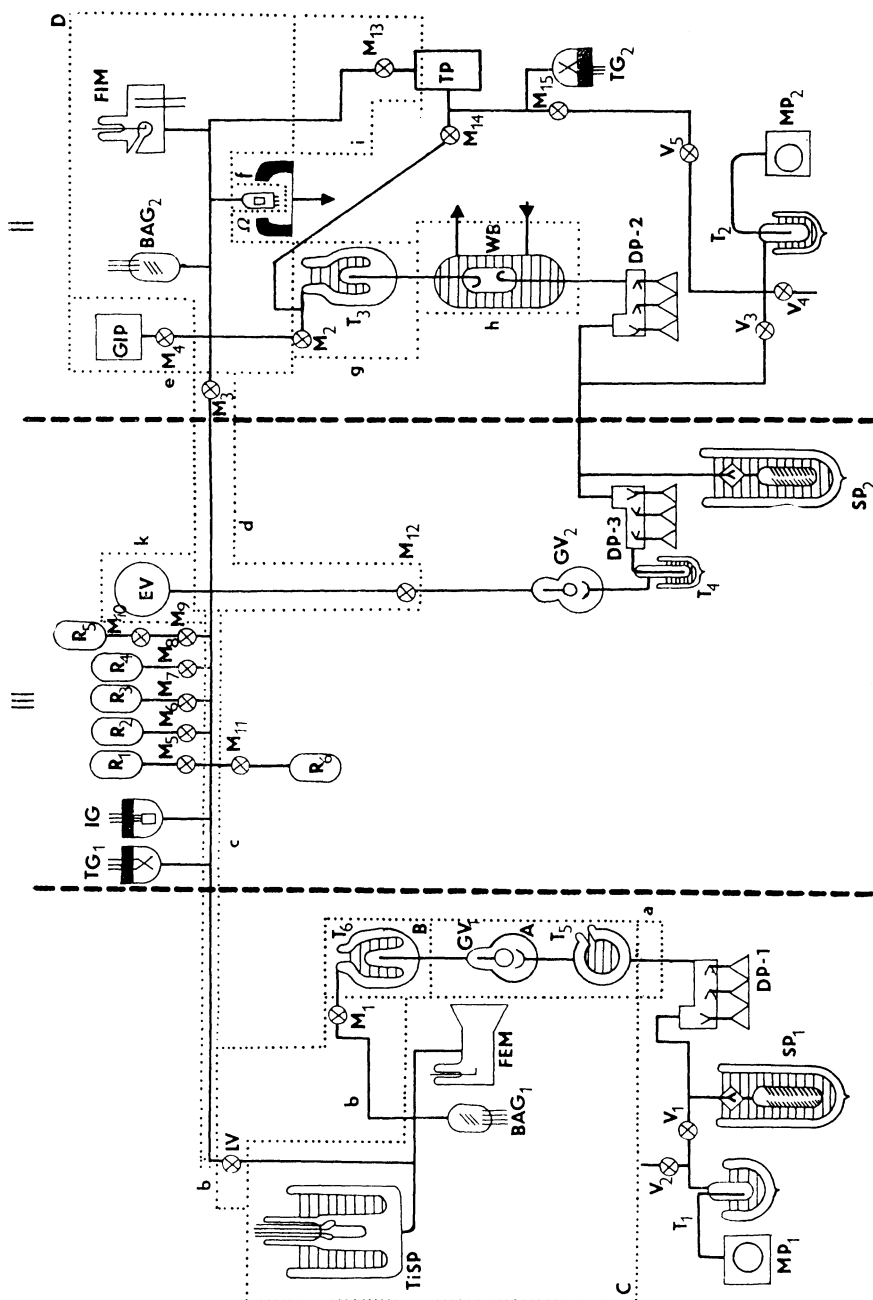 II
III
D
FIM
M13
TP
M14
M15
TG2
V5
MP2
T2
V4
V3
i
f
Ω
BAG2
GIP
M4
e
M2
T3
g
WB
h
DP-2
M3
d
k
EV
M12
GV2
DP-3
T4
SP2
R5
M10
M9
R4
M8
R3
M7
R2
M6
R1
M5
M11
R6
IG
TG1
c
b
LV
TiSP
C
b
M1
T6
B
GV1
A
T5
a
FEM
BAG1
DP-1
SP1
V1
V2
T1
MP1